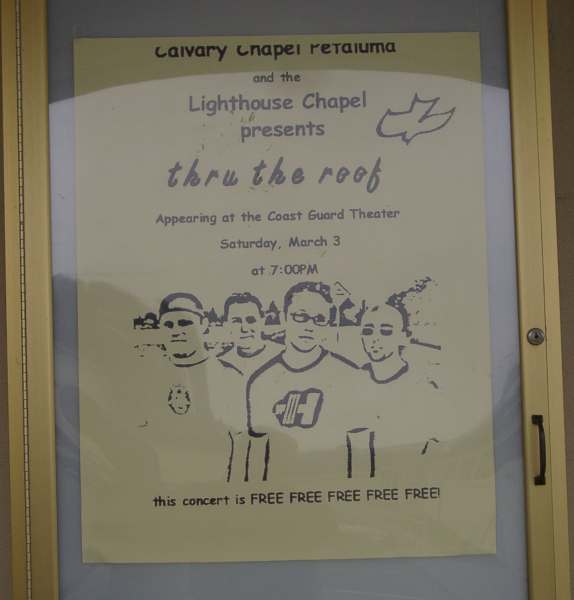 Calvary Chapel Petaluma
and the
Lighthouse Chapel
presents
thru the roof
Appearing at the Coast Guard Theater
Saturday, March 3
at 7:00PM
H
this concert is FREE FREE FREE FREE FREE!